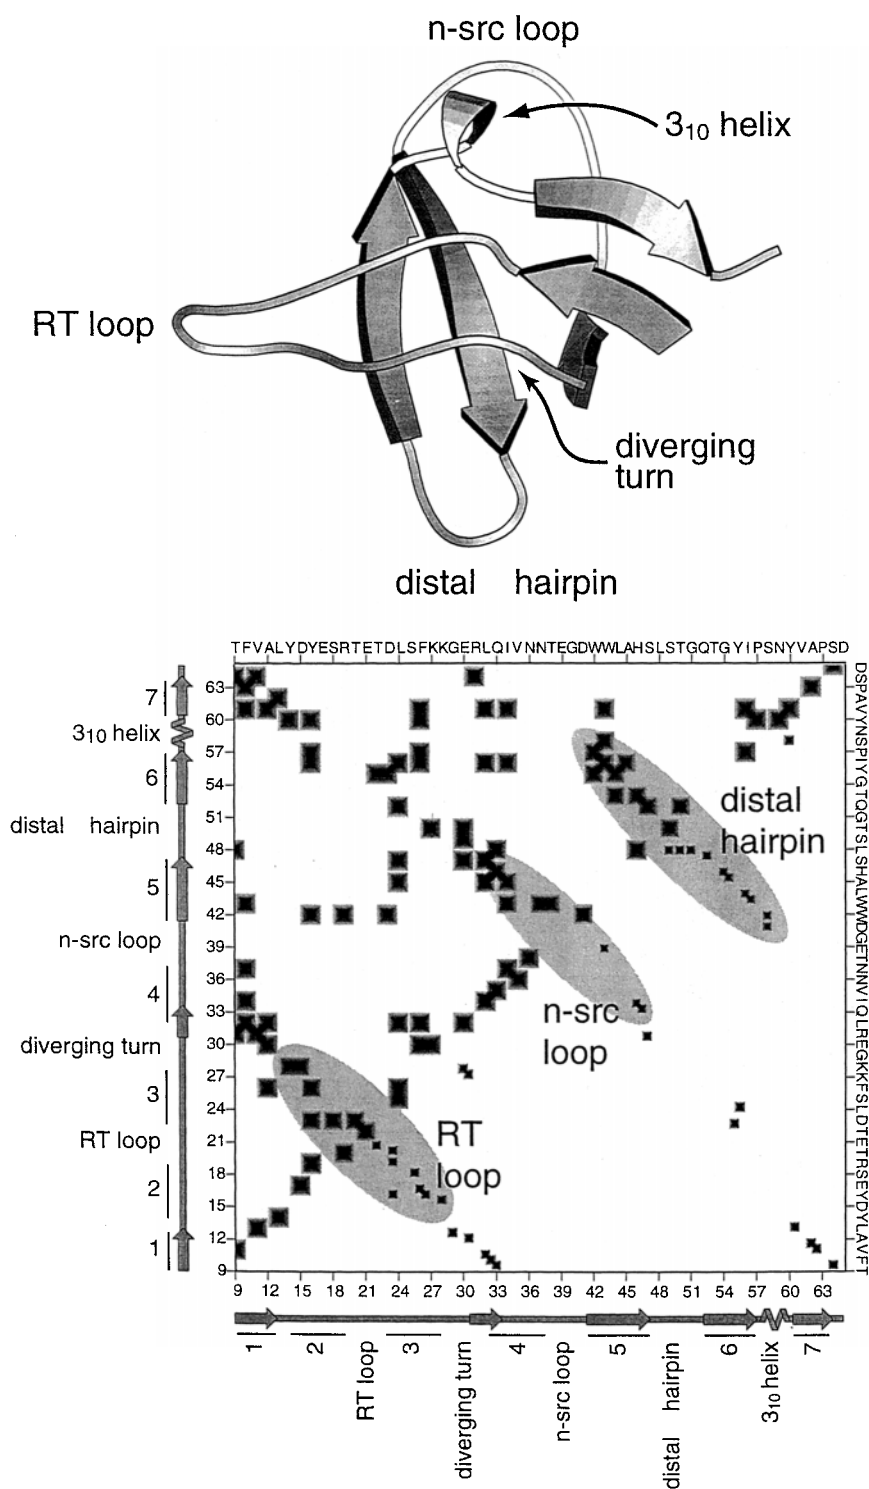 n-src loop
3₁₀ helix
RT loop
diverging
turn
distal hairpin
TFVALYDYESRTETDLSFKKGERLQIVNNTEGDWWLAHSLSTGQTGYIPSNYVAPSD
DSPAVYNSPIYGTQGTSLSHALWWDGETNNVIQLREGKKFSLDTETRSEYDYLAVFT
7
3₁₀ helix
6
distal hairpin
5
n-src loop
4
diverging turn
3
RT loop
2
1
63
60
57
54
51
48
45
42
39
36
33
30
27
24
21
18
15
12
9
distal
hairpin
n-src
loop
RT
loop
9 12 15 18 21 24 27 30 33 36 39 42 45 48 51 54 57 60 63
1
2
RT loop
3
diverging turn
4
n-src loop
5
distal hairpin
6
3₁₀ helix
7